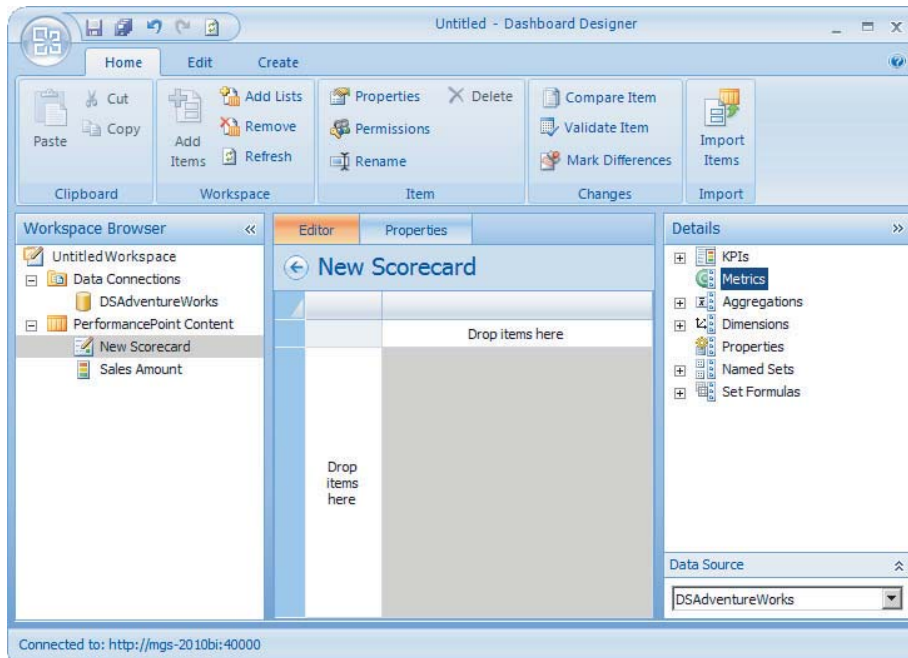 Untitled - Dashboard Designer
Home Edit Create
Paste
Cut
Copy
Clipboard
Add
Items
Add Lists
Remove
Refresh
Workspace
Properties
Delete
Permissions
Rename
Item
Compare Item
Validate Item
Mark Differences
Changes
Import
Items
Import
Workspace Browser
Untitled Workspace
Data Connections
DSAdventureWorks
PerformancePoint Content
New Scorecard
Sales Amount
Editor Properties
New Scorecard
Drop items here
Drop
items
here
Details
KPIs
Metrics
Aggregations
Dimensions
Properties
Named Sets
Set Formulas
Data Source
DSAdventureWorks
Connected to: http://mgs-2010bi:40000